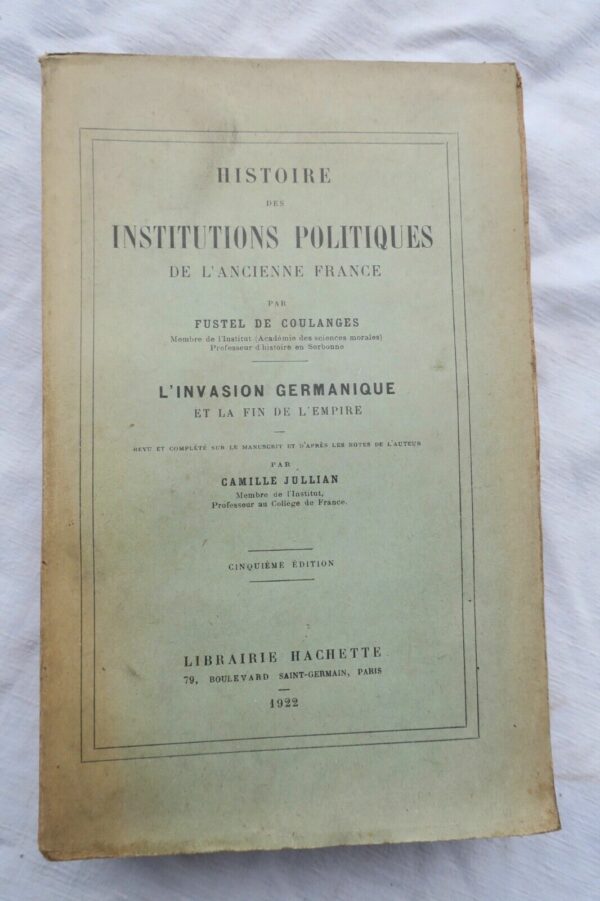 HISTOIRE
DES
INSTITUTIONS POLITIQUES
DE L'ANCIENNE FRANCE
PAR
FUSTEL DE COULANGES
Membre de l'Institut (Académie des sciences morales)
Professeur d'histoire en Sorbonne
L'INVASION GERMANIQUE
ET LA FIN DE L'EMPIRE
REVU ET COMPLÉTÉ SUR LE MANUSCRIT ET D'APRÈS LES NOTES DE L'AUTEUR
PAR
CAMILLE JULLIAN
Membre de l'Institut,
Professeur au Collège de France.
CINQUIÈME ÉDITION
LIBRAIRIE HACHETTE
79, BOULEVARD SAINT-GERMAIN, PARIS
1922